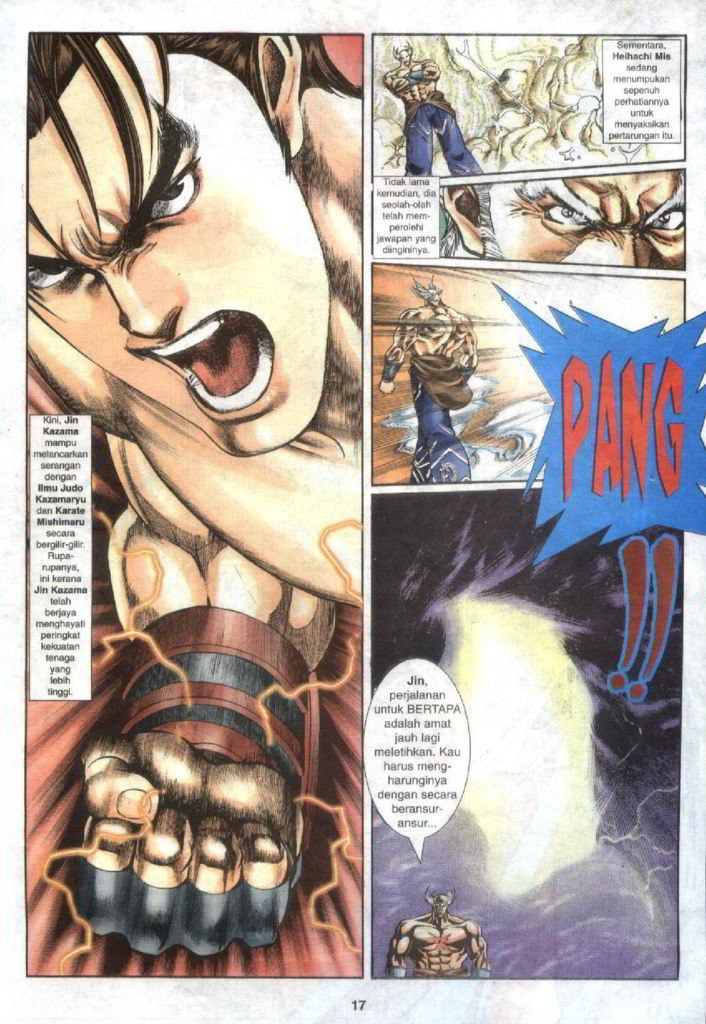 Kini, Jin
Kazama
mampu
melancarkan
serangan
dengan
Ilmu Judo
Kazamaryu
dan Karate
Mishimaru
secara
bergilir-gilir.
Rupa-
rupanya,
ini kerana
Jin Kazama
telah
berjaya
menghayati
peringkat
kekuatan
tenaga
yang
lebih
tinggi.
Sementara,
Heihachi Mis
sedang
menumpukan
sepenuh
perhatiannya
untuk
menyaksikan
pertarungan itu.
Tidak lama
kemudian, dia
seolah-olah
telah mem-
perolehi
jawapan yang
diingininya.
PANG
!!
Jin,
perjalanan
untuk BERTAPA
adalah amat
jauh lagi
meletihkan. Kau
harus meng-
harunginya
dengan secara
beransur-
ansur...
17